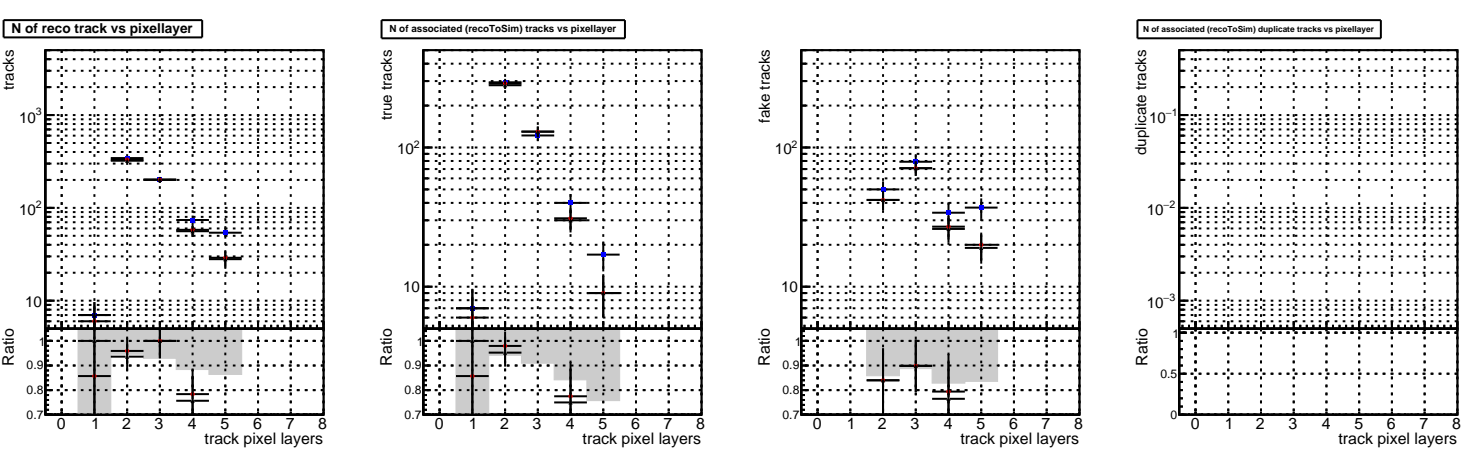 N of reco track vs pixellayer
tracks
10³
10²
10
Ratio
1
0.9
0.8
0.7
0 1 2 3 4 5 6 7 8
track pixel layers
N of associated (recoToSim) tracks vs pixellayer
true tracks
10²
10
Ratio
1
0.9
0.8
0.7
0 1 2 3 4 5 6 7 8
track pixel layers
fake tracks
10²
10
Ratio
1
0.9
0.8
0.7
0 1 2 3 4 5 6 7 8
track pixel layers
N of associated (recoToSim) duplicate tracks vs pixellayer
duplicate tracks
10⁻¹
10⁻²
10⁻³
Ratio
1
0.5
0
0 1 2 3 4 5 6 7 8
track pixel layers